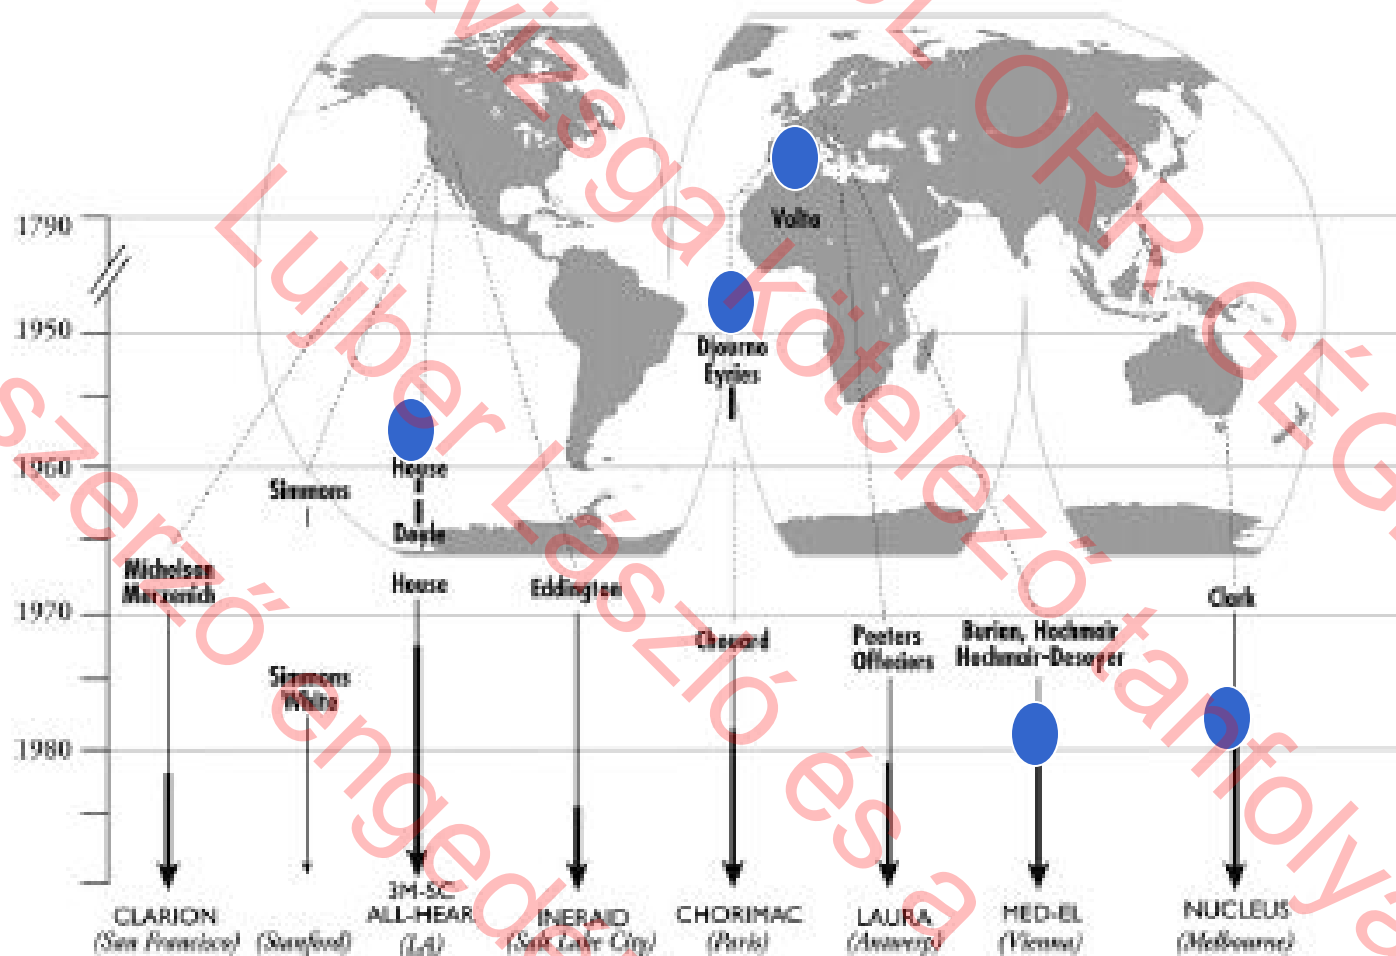 1790
Volta
1950
Djourno
Eyries
1960
House
Simmons
Doyle
Michelson
Merzenich
House
Eddington
Clark
1970
Chouard
Peeters
Offeciers
Burian, Hochmair
Hochmair-Desoyer
Simmons
White
1980
3M-SC
ALL-HEAR
CLARION
INERAID
CHORIMAC
LAURA
MED-EL
NUCLEUS
(San Francisco)
(Stanford)
(LA)
(Salt Lake City)
(Paris)
(Antwerp)
(Vienna)
(Melbourne)
vizsga kötelező tanfolya
Lujber László és a
szerző engedé
L ORR GÉG